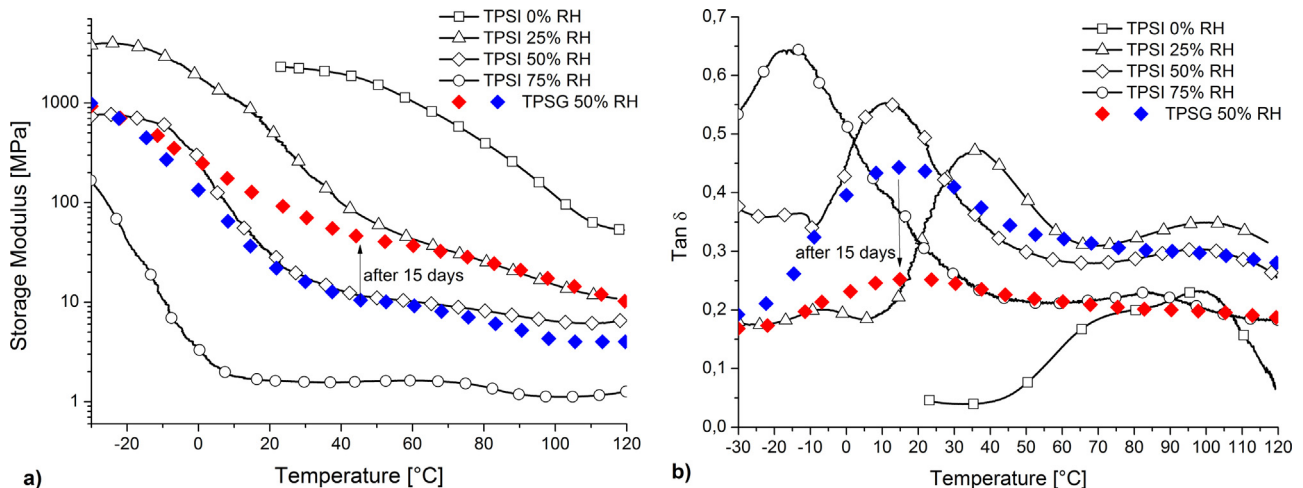 a)
TPSI 0% RH
TPSI 25% RH
TPSI 50% RH
TPSI 75% RH
TPSG 50% RH
after 15 days
Storage Modulus [MPa]
1000
100
10
1
-20 0 20 40 60 80 100 120
Temperature [°C]
b)
TPSI 0% RH
TPSI 25% RH
TPSI 50% RH
TPSI 75% RH
TPSG 50% RH
after 15 days
Tan δ
0,7
0,6
0,5
0,4
0,3
0,2
0,1
0,0
-30 -20 -10 0 10 20 30 40 50 60 70 80 90 100 110 120
Temperature [°C]